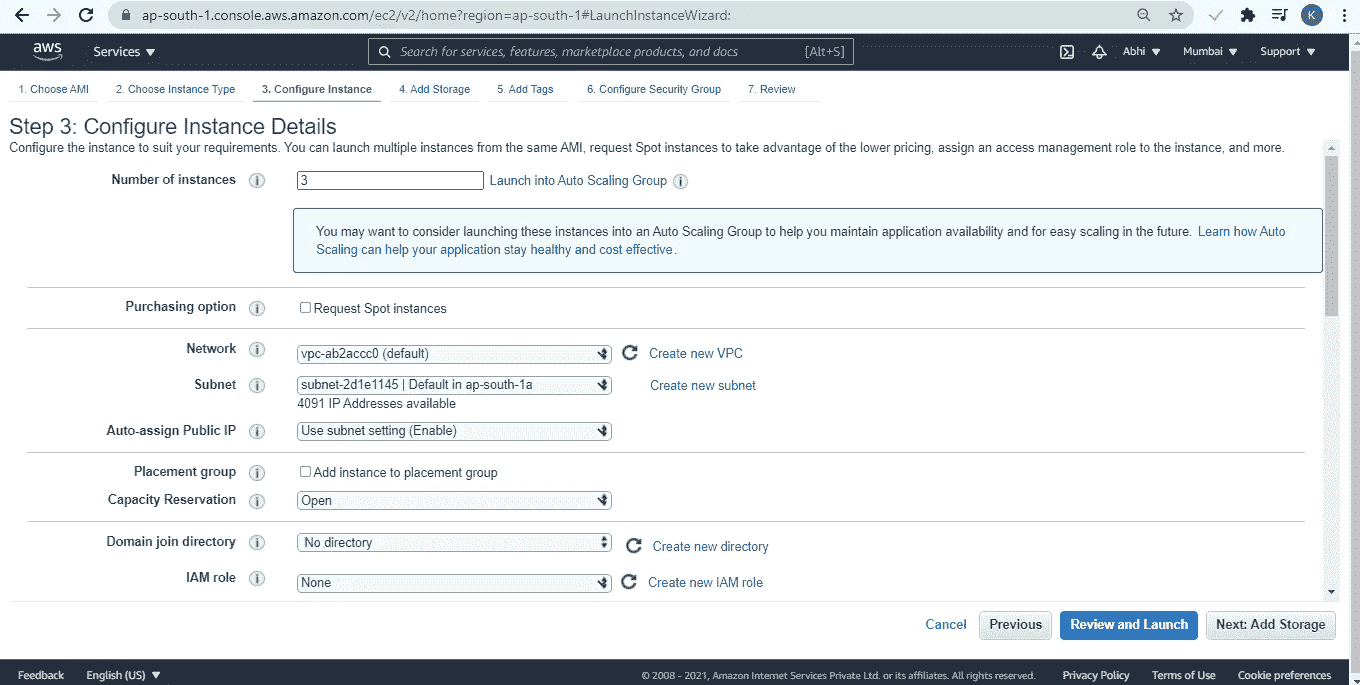 ap-south-1.console.aws.amazon.com/ec2/v2/home?region=ap-south-1#LaunchInstanceWizard:
K
aws Services Search for services, features, marketplace products, and docs [Alt+S] Abhi Mumbai Support
1. Choose AMI 2. Choose Instance Type 3. Configure Instance 4. Add Storage 5. Add Tags 6. Configure Security Group 7. Review
Step 3: Configure Instance Details
Configure the instance to suit your requirements. You can launch multiple instances from the same AMI, request Spot instances to take advantage of the lower pricing, assign an access management role to the instance, and more.
Number of instances i 3 Launch into Auto Scaling Group i
You may want to consider launching these instances into an Auto Scaling Group to help you maintain application availability and for easy scaling in the future. Learn how Auto
Scaling can help your application stay healthy and cost effective.
Purchasing option i Request Spot instances
Network i vpc-ab2accc0 (default) Create new VPC
Subnet i subnet-2d1e1145 | Default in ap-south-1a Create new subnet
4091 IP Addresses available
Auto-assign Public IP i Use subnet setting (Enable)
Placement group i Add instance to placement group
Capacity Reservation i Open
Domain join directory i No directory Create new directory
IAM role i None Create new IAM role
Cancel Previous Review and Launch Next: Add Storage
Feedback English (US) © 2008 - 2021, Amazon Internet Services Private Ltd. or its affiliates. All rights reserved. Privacy Policy Terms of Use Cookie preferences